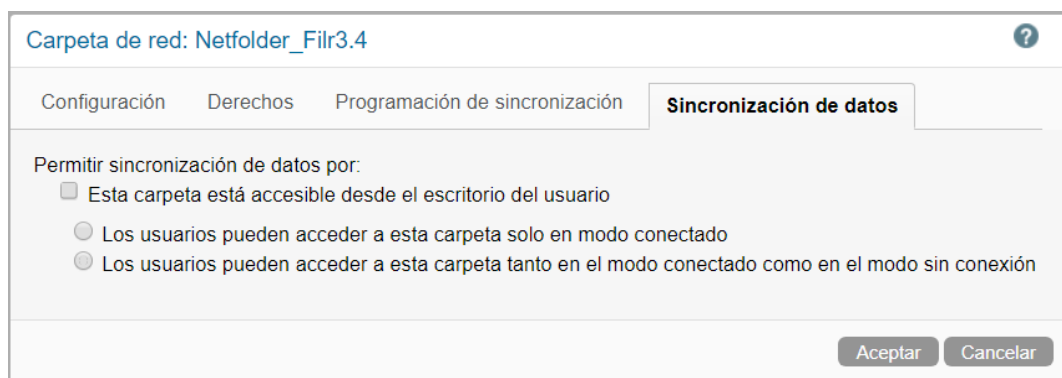 Carpeta de red: Netfolder_Filr3.4
?
Configuración Derechos Programación de sincronización Sincronización de datos
Permitir sincronización de datos por:
Esta carpeta está accesible desde el escritorio del usuario
Los usuarios pueden acceder a esta carpeta solo en modo conectado
Los usuarios pueden acceder a esta carpeta tanto en el modo conectado como en el modo sin conexión
Aceptar Cancelar